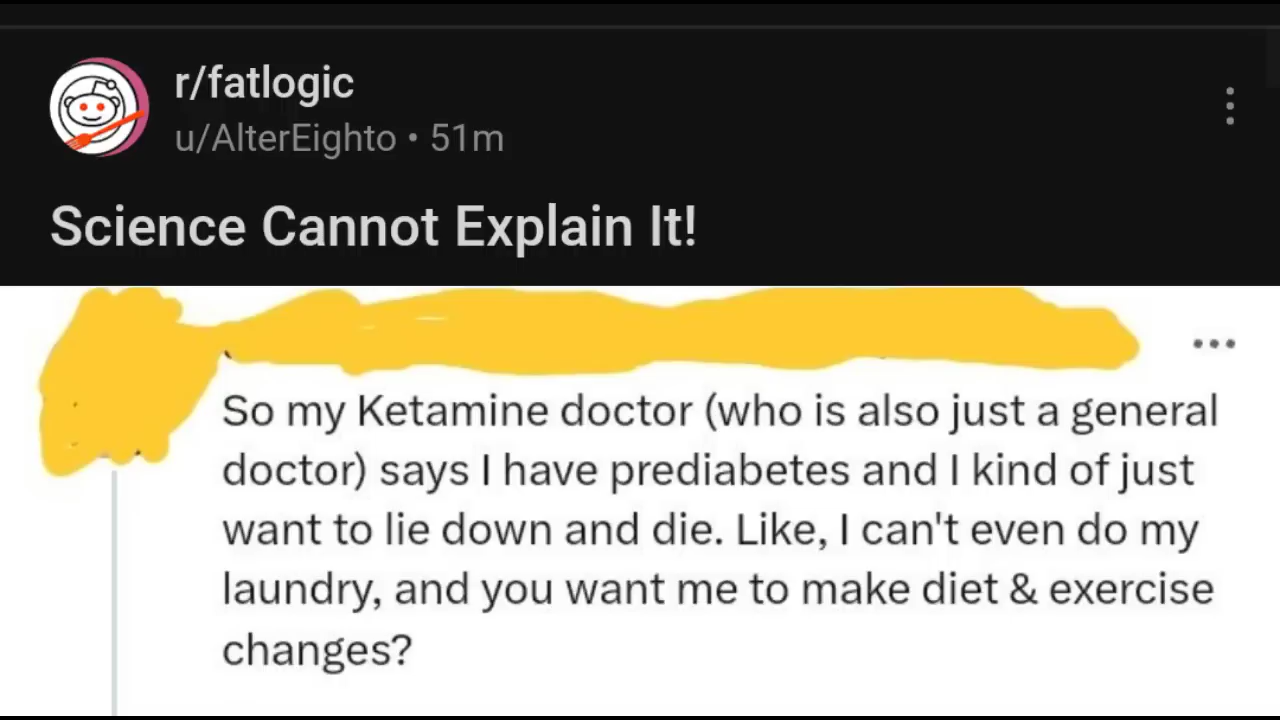 r/fatlogic
u/AlterEighto • 51m
Science Cannot Explain It!
So my Ketamine doctor (who is also just a general
doctor) says I have prediabetes and I kind of just
want to lie down and die. Like, I can't even do my
laundry, and you want me to make diet & exercise
changes?